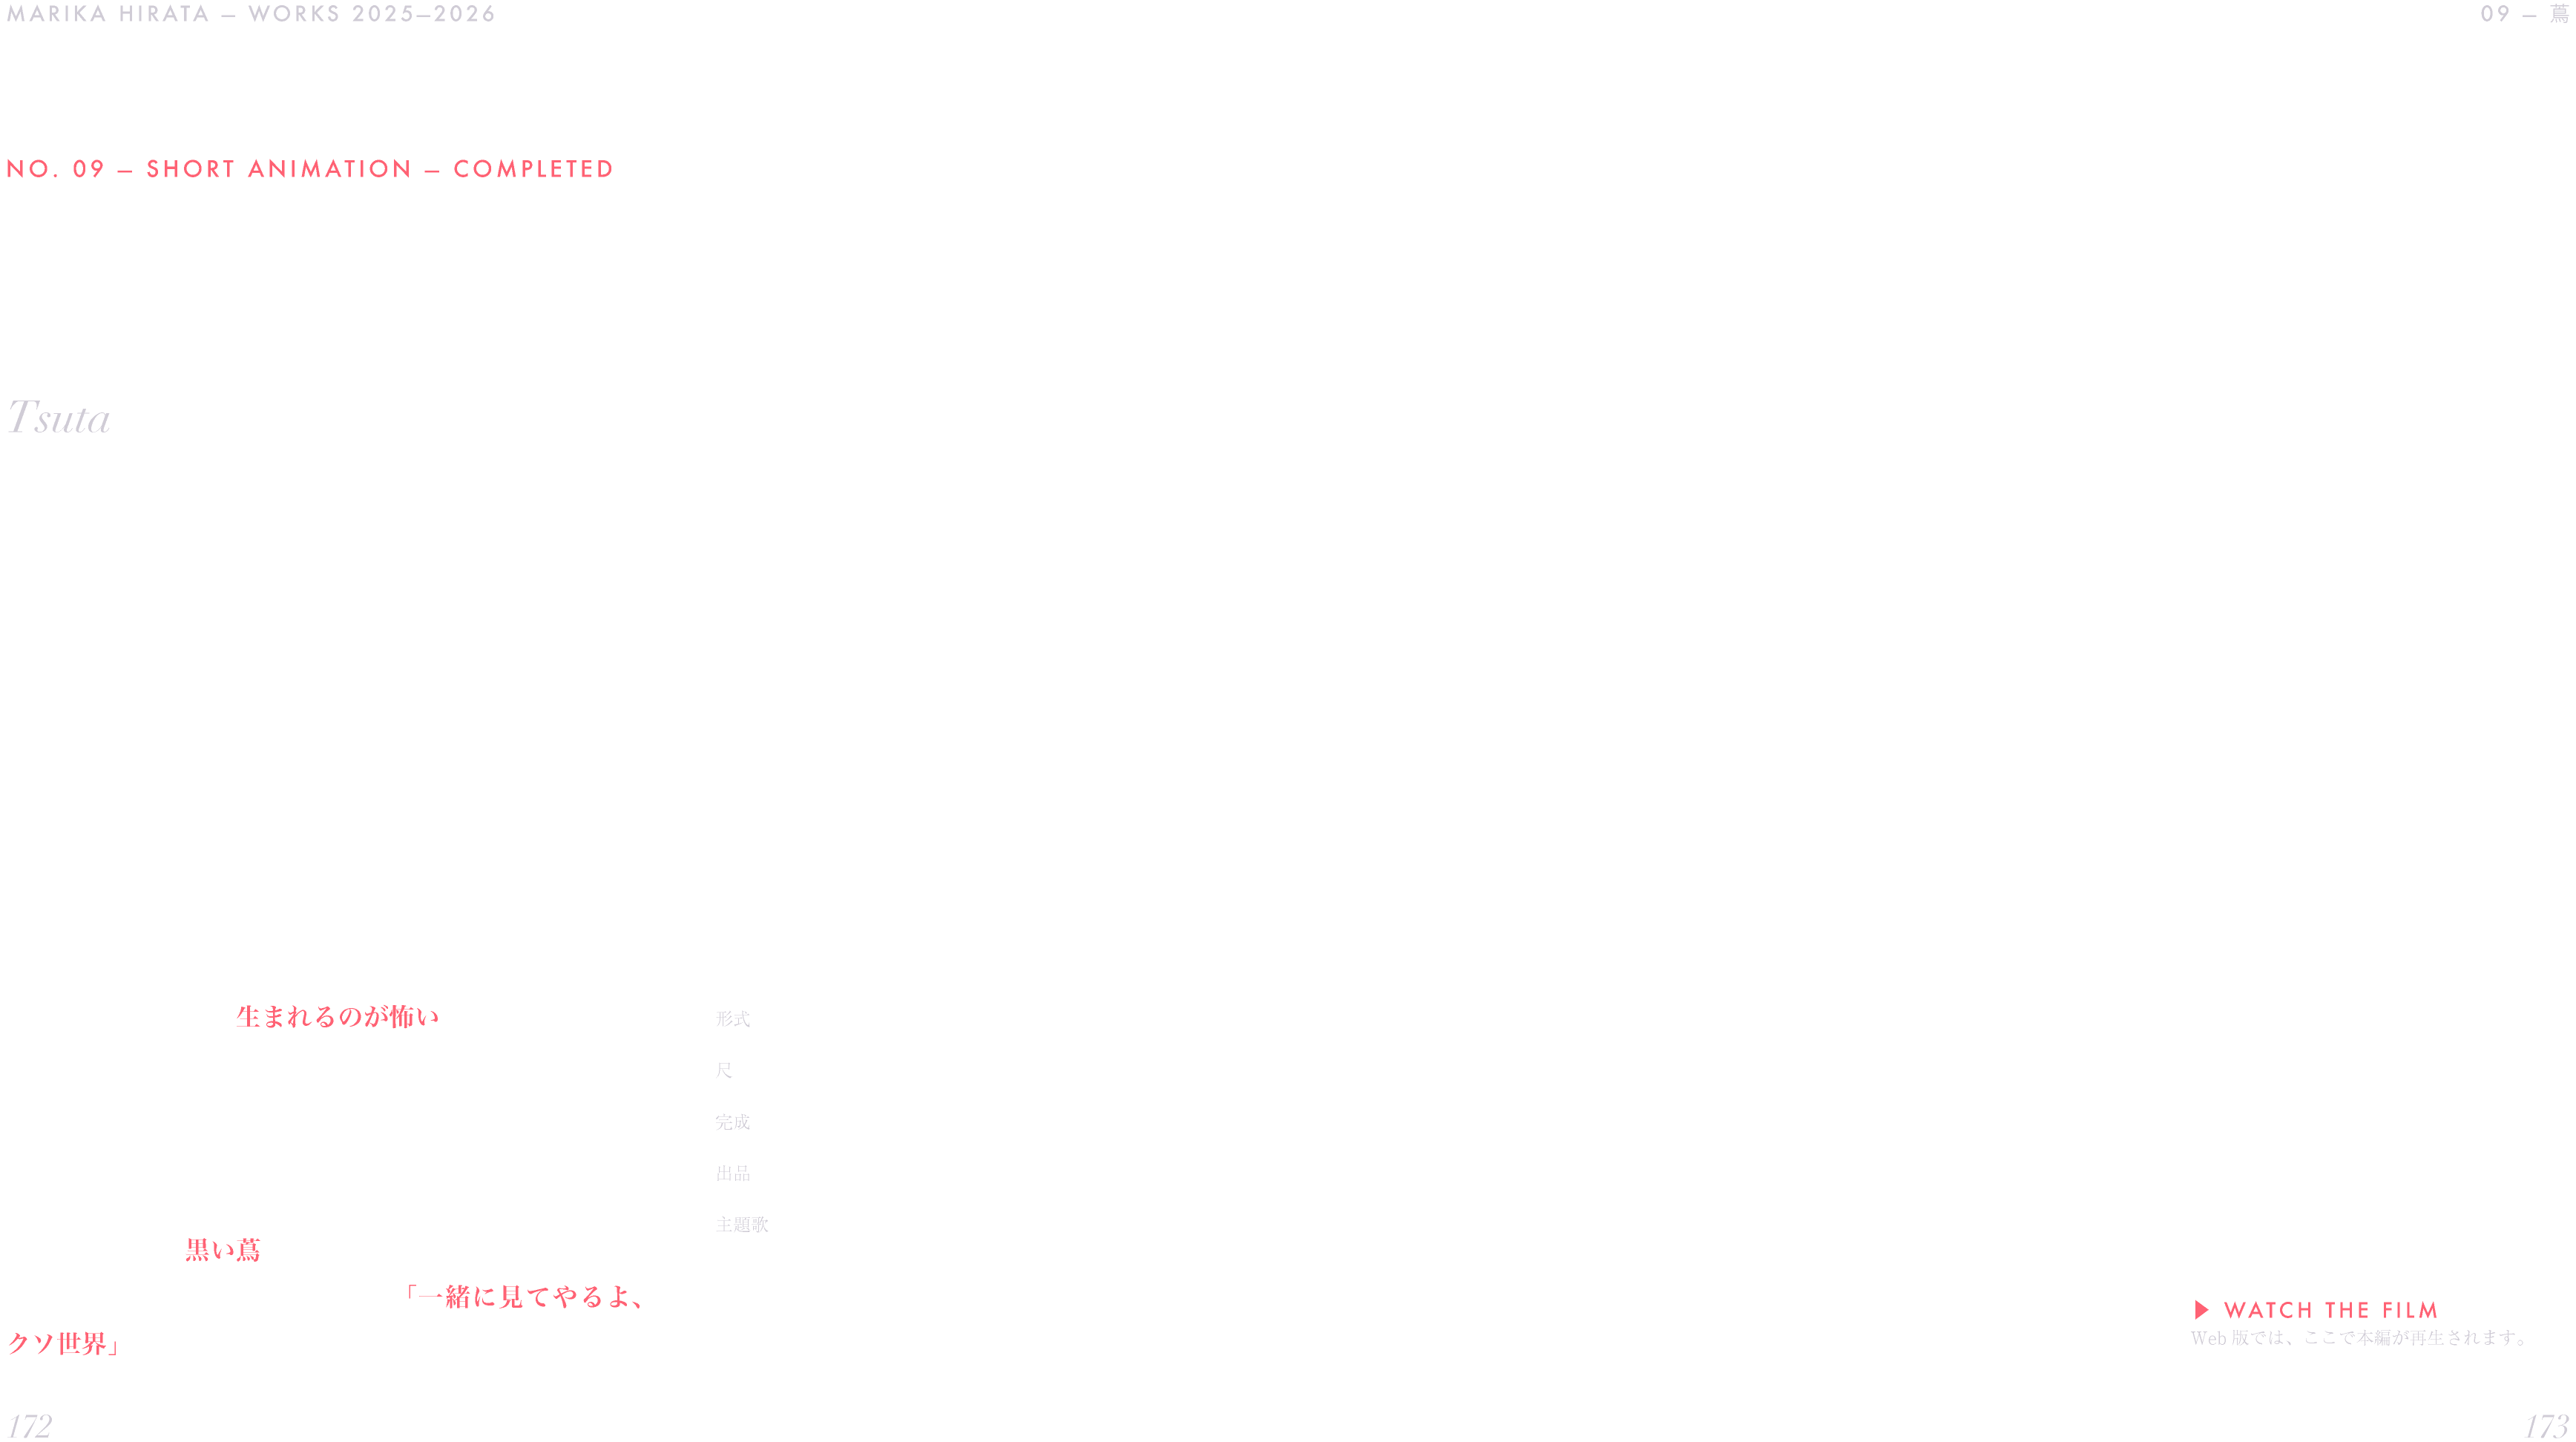 MARIKA HIRATA — WORKS 2025—2026
09 — 蔦
NO. 09 — SHORT ANIMATION — COMPLETED
Tsuta
生まれるのが怖い
黒い蔦
「一緒に見てやるよ、
クソ世界」
形式
尺
完成
出品
主題歌
▶ WATCH THE FILM
Web 版では、ここで本編が再生されます。
172
173